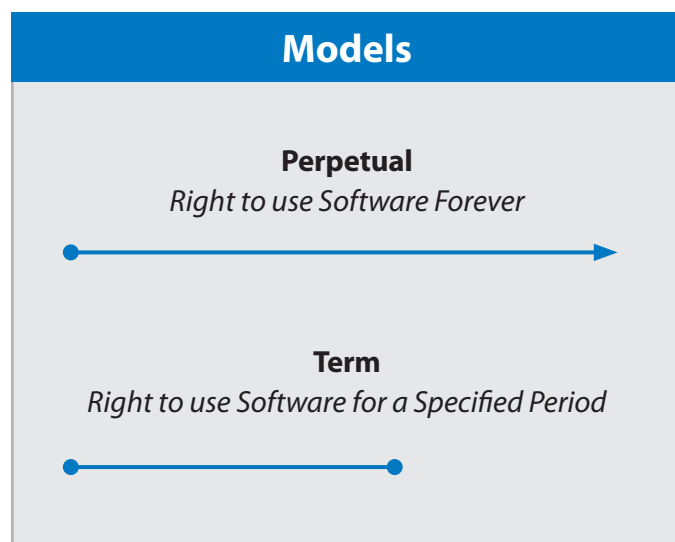 Models
Perpetual
Right to use Software Forever
Term
Right to use Software for a Specified Period